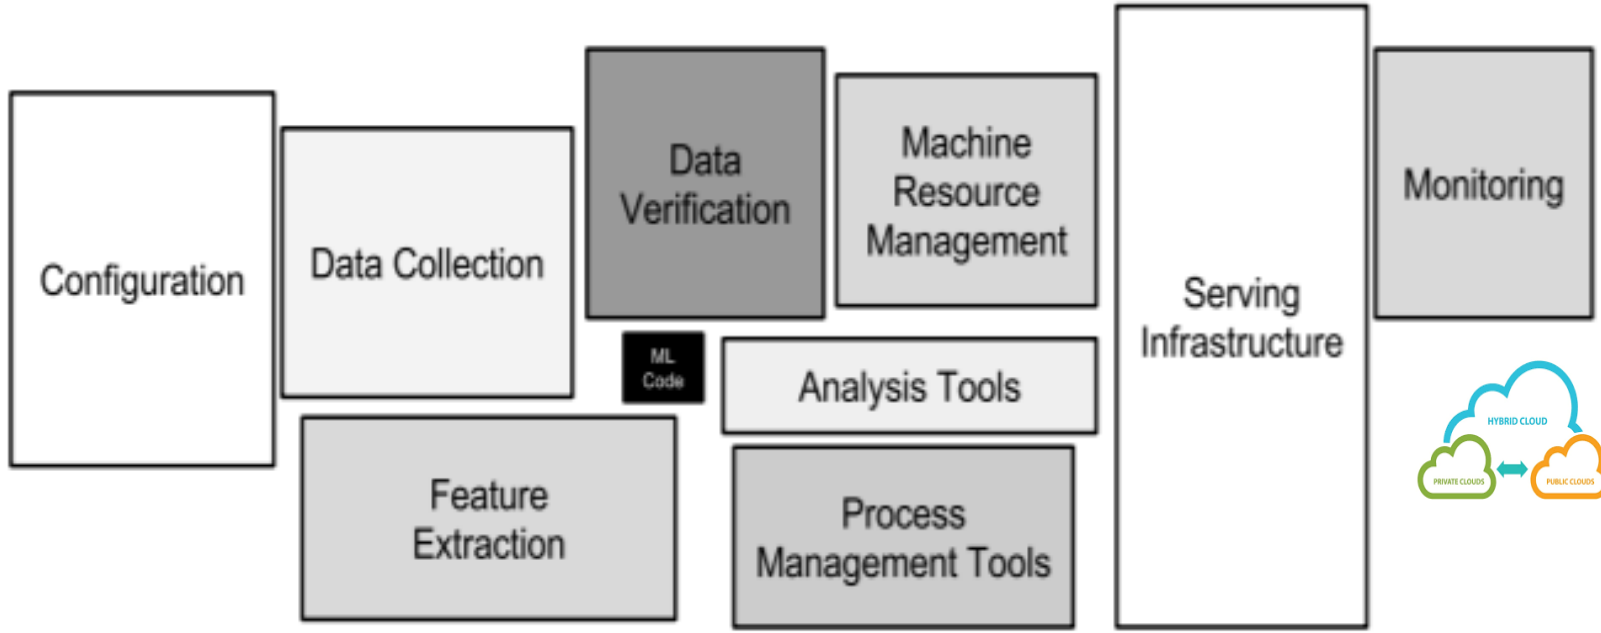 Configuration
Data Collection
Data
Verification
Machine
Resource
Management
Serving
Infrastructure
Monitoring
ML
Code
Analysis Tools
Feature
Extraction
Process
Management Tools
HYBRID CLOUD
PRIVATE CLOUDS
PUBLIC CLOUDS